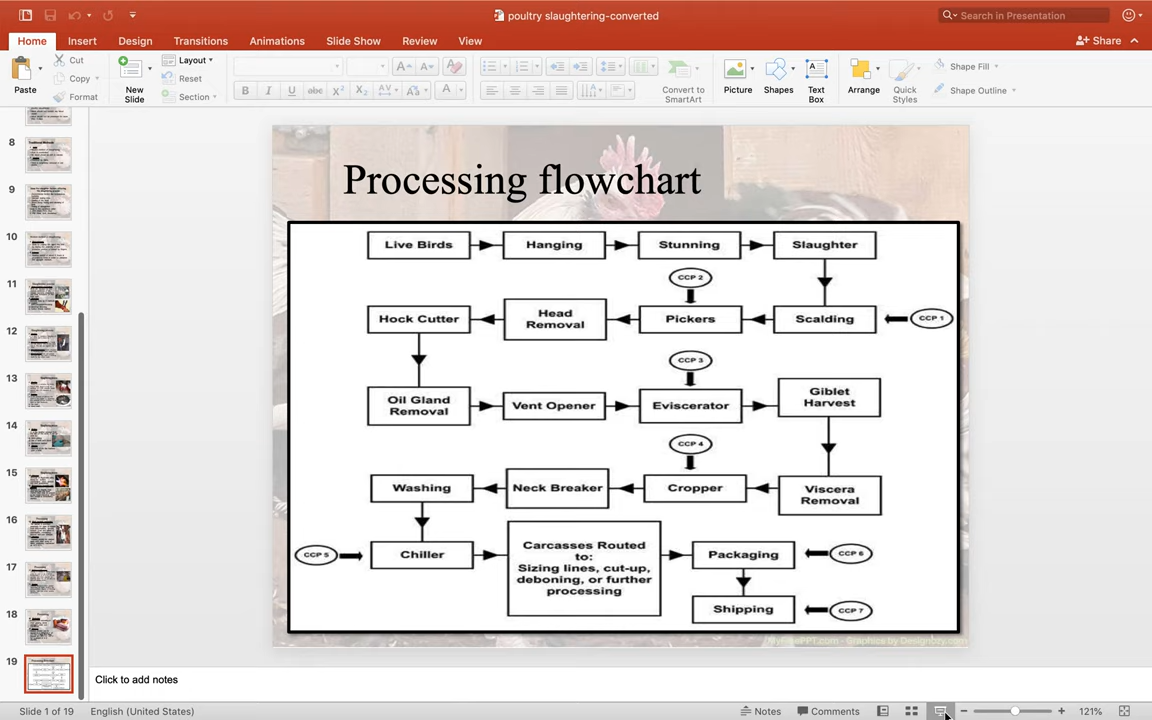 poultry slaughtering-converted
Search in Presentation
Home Insert Design Transitions Animations Slide Show Review View
Share
Paste
Cut
Copy
Format
New
Slide
Layout
Reset
Section
B I U abc X² X₂ AV Aa A
Convert to
SmartArt
Picture
Shapes
Text
Box
Arrange
Quick
Styles
Shape Fill
Shape Outline
8
9
10
11
12
13
14
15
16
17
18
19
Processing flowchart
Live Birds
Hanging
Stunning
Slaughter
CCP 2
Hock Cutter
Head
Removal
Pickers
Scalding
CCP 1
CCP 3
Oil Gland
Removal
Vent Opener
Eviscerator
Giblet
Harvest
CCP 4
Washing
Neck Breaker
Cropper
Viscera
Removal
CCP 5
Chiller
Carcasses Routed
to:
Sizing lines, cut-up,
deboning, or further
processing
Packaging
CCP 6
Shipping
CCP 7
Click to add notes
Slide 1 of 19
English (United States)
Notes
Comments
121%